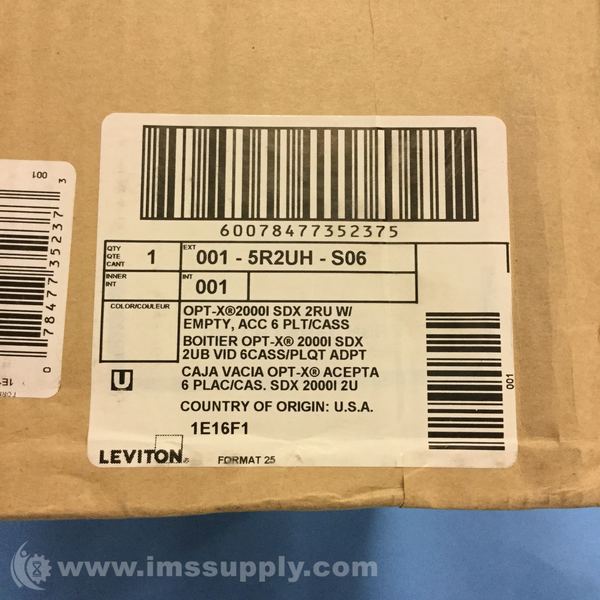 60078477352375
QTY
QTE
CANT
1
EXT
001 - 5R2UH - S06
INNER
INT
INT
001
COLOR/COULEUR
OPT-X®2000I SDX 2RU W/
EMPTY, ACC 6 PLT/CASS
BOITIER OPT-X® 2000I SDX
2UB VID 6CASS/PLQT ADPT
CAJA VACIA OPT-X® ACEPTA
6 PLAC/CAS. SDX 2000I 2U
COUNTRY OF ORIGIN: U.S.A.
U
1E16F1
LEVITON®
FORMAT 25
001
001
0 78477 35237 3
www.imssupply.com